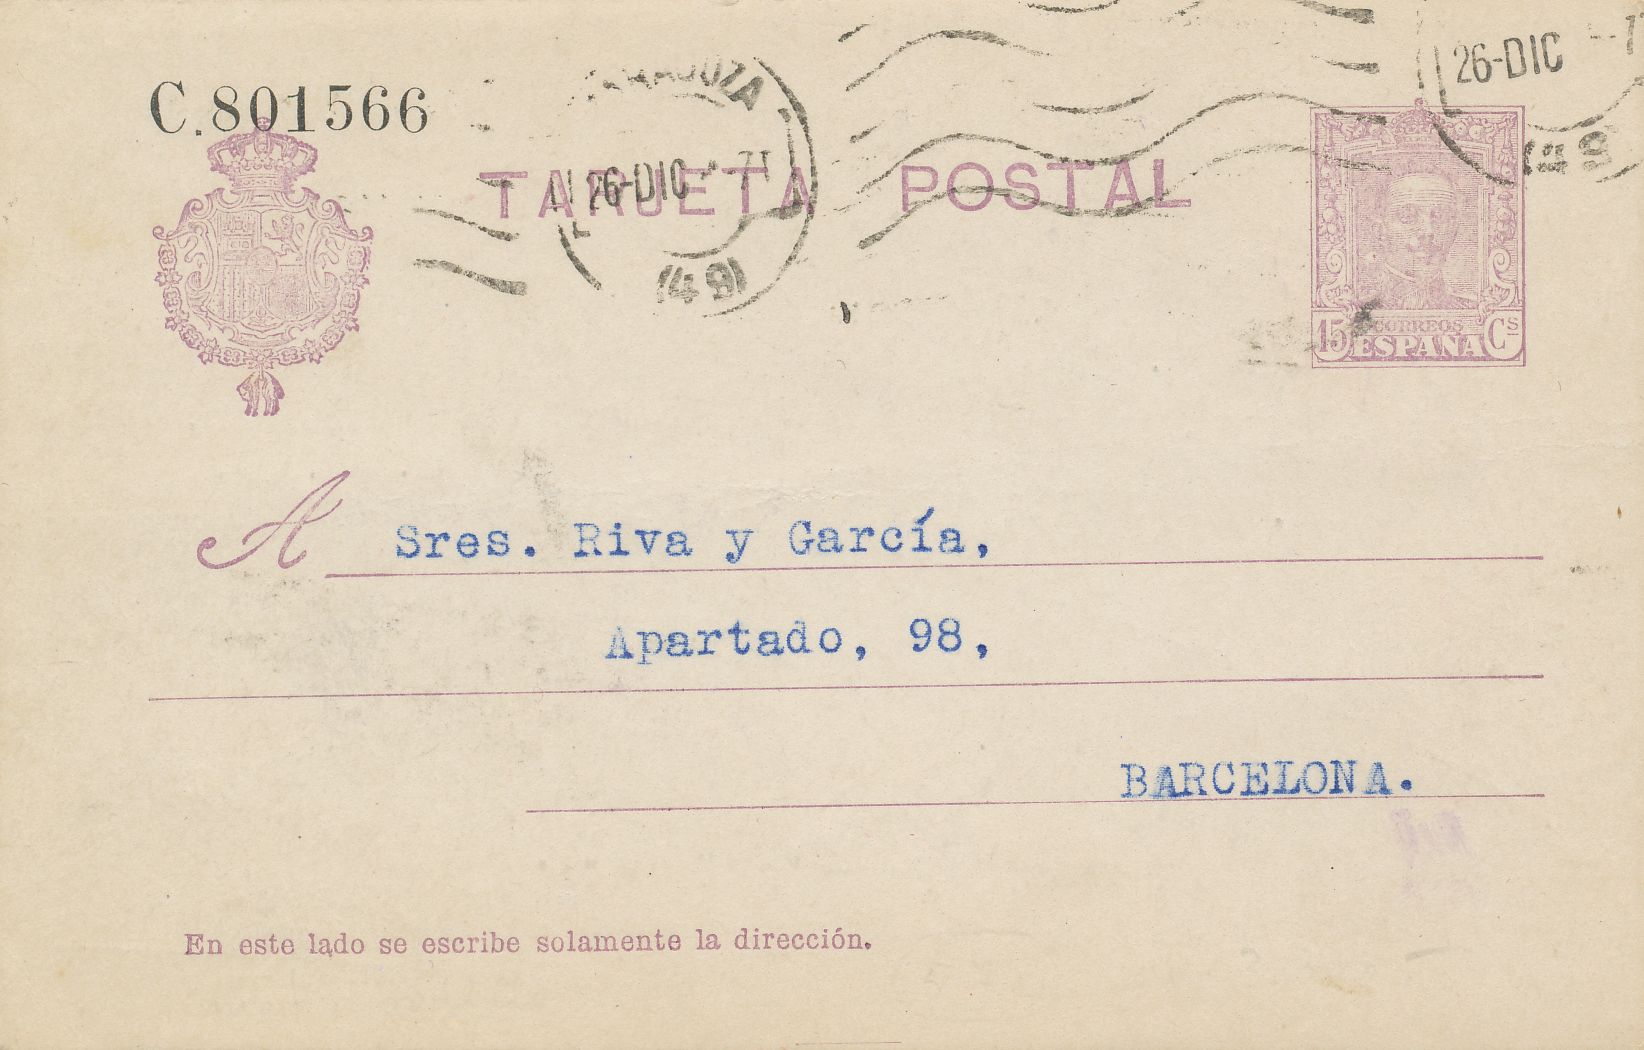 C.801566
TARJETA POSTAL
26-DIC
(49)
26-DIC
15 CORREOS Cs
ESPAÑA
A Sres. Riva y García,
Apartado, 98,
BARCELONA.
En este lado se escribe solamente la dirección.